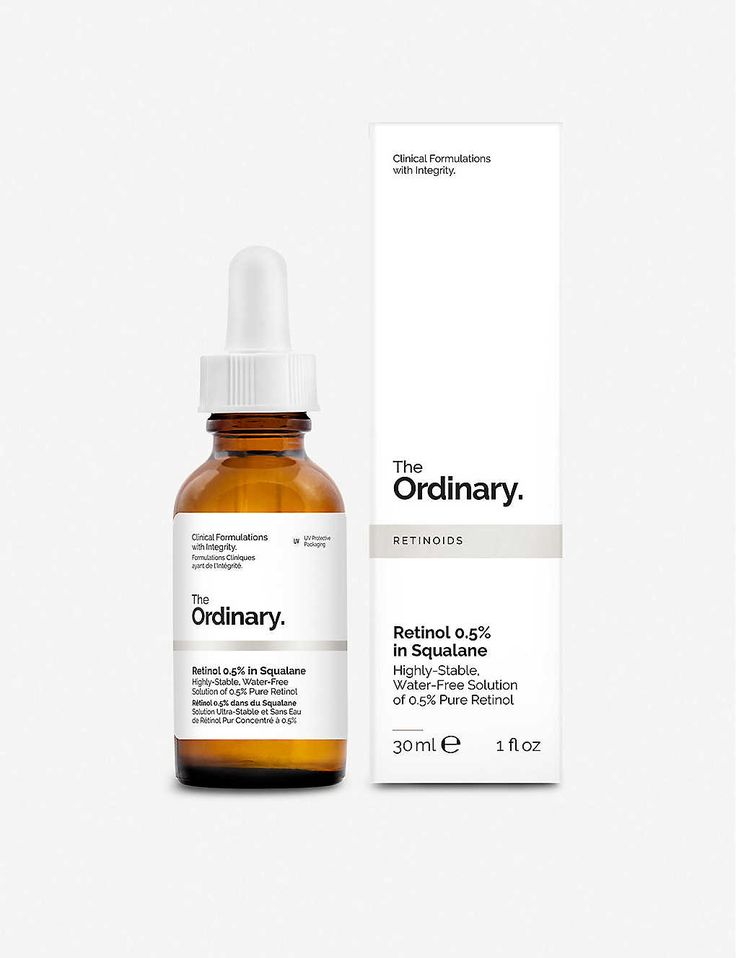 Clinical Formulations
with Integrity.
Formulations Cliniques
ayant de l'Intégrité.
UV
UV Protective
Packaging
The
Ordinary.
Retinol 0.5% in Squalane
Highly-Stable, Water-Free
Solution of 0.5% Pure Retinol
Rétinol 0.5% dans du Squalane
Solution Ultra-Stable et Sans Eau
de Rétinol Pur Concentré à 0.5%
Clinical Formulations
with Integrity.
The
Ordinary.
RETINOIDS
Retinol 0.5%
in Squalane
Highly-Stable,
Water-Free Solution
of 0.5% Pure Retinol
30ml ℮ 1 fl oz